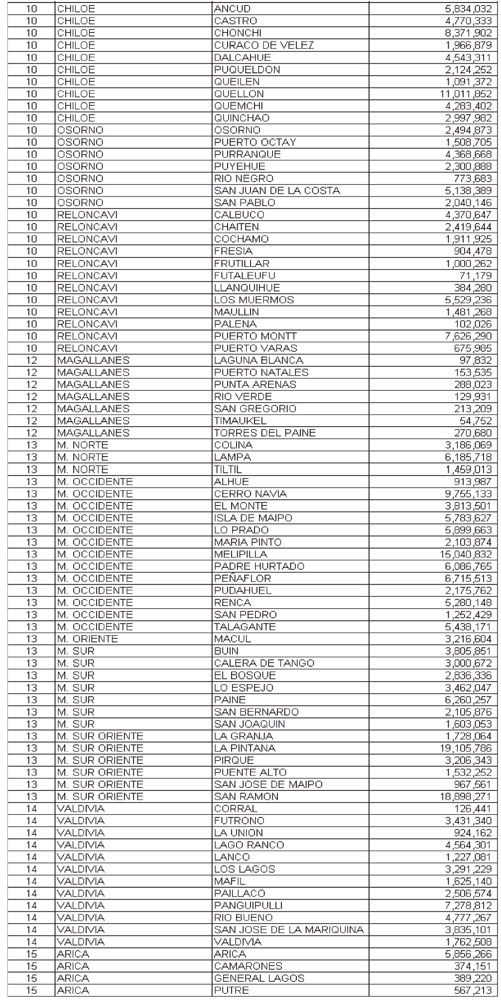 10 CHILOE ANCUD 5,834,032
10 CHILOE CASTRO 4,770,333
10 CHILOE CHONCHI 8,371,902
10 CHILOE CURACO DE VELEZ 1,966,879
10 CHILOE DALCAHUE 4,543,311
10 CHILOE PUQUELDON 2,124,252
10 CHILOE QUEILEN 1,091,372
10 CHILOE QUELLON 11,011,852
10 CHILOE QUEMCHI 4,283,402
10 CHILOE QUINCHAO 2,997,982
10 OSORNO OSORNO 2,494,873
10 OSORNO PUERTO OCTAY 1,508,705
10 OSORNO PURRANQUE 4,368,668
10 OSORNO PUYEHUE 2,300,888
10 OSORNO RIO NEGRO 773,683
10 OSORNO SAN JUAN DE LA COSTA 5,138,389
10 OSORNO SAN PABLO 2,040,146
10 RELONCAVI CALBUCO 4,370,647
10 RELONCAVI CHAITEN 2,419,644
10 RELONCAVI COCHAMO 1,911,925
10 RELONCAVI FRESIA 904,478
10 RELONCAVI FRUTILLAR 1,000,262
10 RELONCAVI FUTALEUFU 71,179
10 RELONCAVI LLANQUIHUE 384,280
10 RELONCAVI LOS MUERMOS 5,529,236
10 RELONCAVI MAULLIN 1,481,268
10 RELONCAVI PALENA 102,026
10 RELONCAVI PUERTO MONTT 7,626,290
10 RELONCAVI PUERTO VARAS 675,985
12 MAGALLANES LAGUNA BLANCA 97,832
12 MAGALLANES PUERTO NATALES 153,535
12 MAGALLANES PUNTA ARENAS 288,023
12 MAGALLANES RIO VERDE 129,931
12 MAGALLANES SAN GREGORIO 213,209
12 MAGALLANES TIMAUKEL 54,752
12 MAGALLANES TORRES DEL PAINE 270,680
13 M. NORTE COLINA 3,186,069
13 M. NORTE LAMPA 6,185,718
13 M. NORTE TILTIL 1,459,013
13 M. OCCIDENTE ALHUE 913,987
13 M. OCCIDENTE CERRO NAVIA 9,755,133
13 M. OCCIDENTE EL MONTE 3,813,501
13 M. OCCIDENTE ISLA DE MAIPO 5,783,627
13 M. OCCIDENTE LO PRADO 5,899,663
13 M. OCCIDENTE MARIA PINTO 2,103,874
13 M. OCCIDENTE MELIPILLA 15,040,832
13 M. OCCIDENTE PADRE HURTADO 6,086,765
13 M. OCCIDENTE PEÑAFLOR 6,715,513
13 M. OCCIDENTE PUDAHUEL 2,175,762
13 M. OCCIDENTE RENCA 5,280,148
13 M. OCCIDENTE SAN PEDRO 1,252,429
13 M. OCCIDENTE TALAGANTE 5,438,171
13 M. ORIENTE MACUL 3,216,604
13 M. SUR BUIN 3,805,851
13 M. SUR CALERA DE TANGO 3,000,672
13 M. SUR EL BOSQUE 2,836,336
13 M. SUR LO ESPEJO 3,462,047
13 M. SUR PAINE 6,260,257
13 M. SUR SAN BERNARDO 2,105,876
13 M. SUR SAN JOAQUIN 1,603,053
13 M. SUR ORIENTE LA GRANJA 1,728,064
13 M. SUR ORIENTE LA PINTANA 19,105,786
13 M. SUR ORIENTE PIRQUE 3,206,343
13 M. SUR ORIENTE PUENTE ALTO 1,532,252
13 M. SUR ORIENTE SAN JOSE DE MAIPO 967,561
13 M. SUR ORIENTE SAN RAMON 18,898,271
14 VALDIVIA CORRAL 126,441
14 VALDIVIA FUTRONO 3,431,340
14 VALDIVIA LA UNION 924,162
14 VALDIVIA LAGO RANCO 4,564,301
14 VALDIVIA LANCO 1,227,081
14 VALDIVIA LOS LAGOS 3,291,229
14 VALDIVIA MAFIL 1,625,140
14 VALDIVIA PAILLACO 2,506,574
14 VALDIVIA PANGUIPULLI 7,278,812
14 VALDIVIA RIO BUENO 4,777,267
14 VALDIVIA SAN JOSE DE LA MARIQUINA 3,835,101
14 VALDIVIA VALDIVIA 1,762,508
15 ARICA ARICA 5,856,266
15 ARICA CAMARONES 374,151
15 ARICA GENERAL LAGOS 389,220
15 ARICA PUTRE 567,213